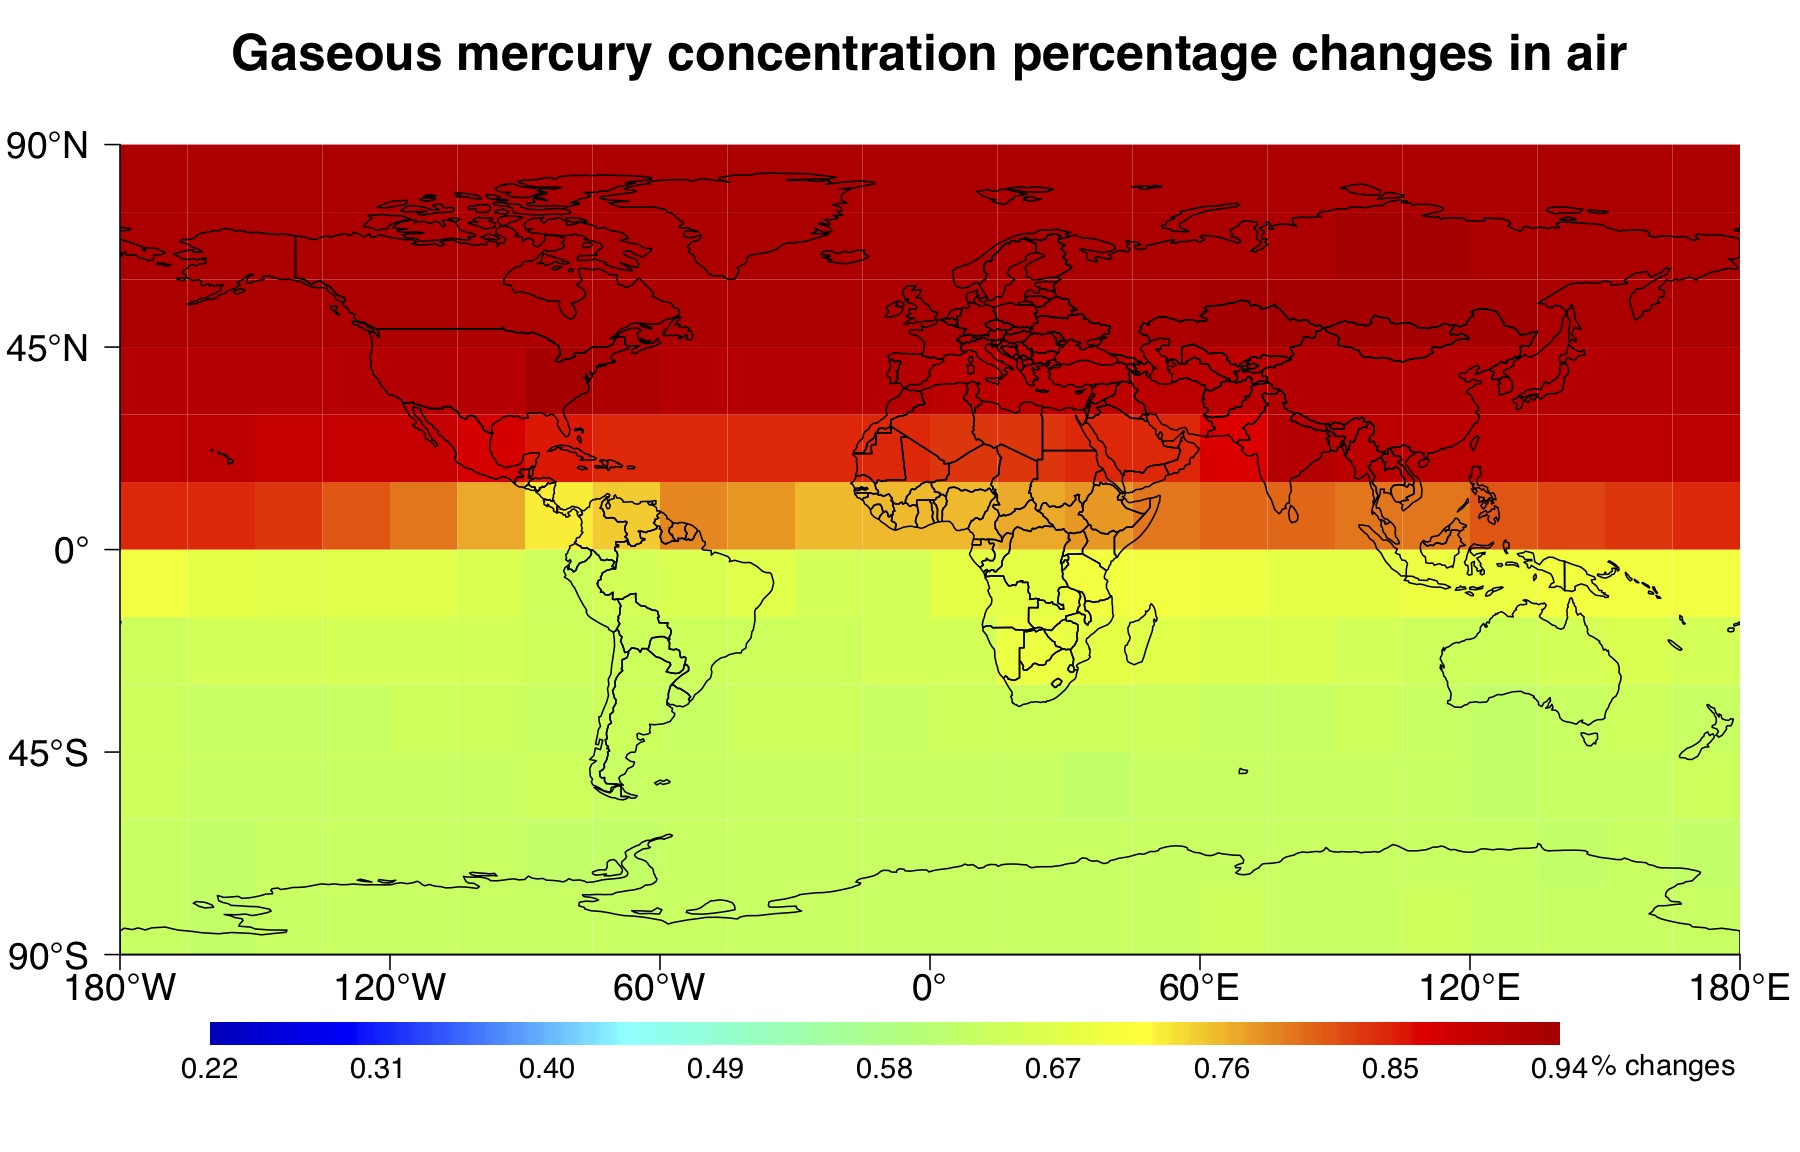 Gaseous mercury concentration percentage changes in air
90°N
45°N
0°
45°S
90°S
180°W 120°W 60°W 0° 60°E 120°E 180°E
0.22 0.31 0.40 0.49 0.58 0.67 0.76 0.85 0.94 % changes